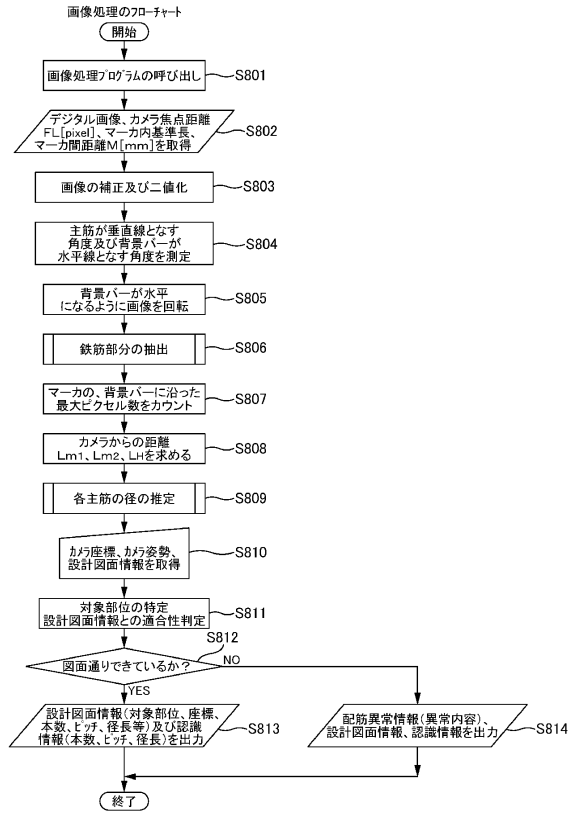 画像処理のフローチャート
開始
画像処理プログラムの呼び出し
S801
デジタル画像、カメラ焦点距離
FL[pixel]、マーカ内基準長、
マーカ間距離M[mm]を取得
S802
画像の補正及び二値化
S803
主筋が垂直線となす
角度及び背景バーが
水平線となす角度を測定
S804
背景バーが水平
になるように画像を回転
S805
鉄筋部分の抽出
S806
マーカの、背景バーに沿った
最大ピクセル数をカウント
S807
カメラからの距離
Lm1、Lm2、LHを求める
S808
各主筋の径の推定
S809
カメラ座標、カメラ姿勢、
設計図面情報を取得
S810
対象部位の特定
設計図面情報との適合性判定
S811
S812
図面通りできているか？
NO
YES
設計図面情報(対象部位、座標、
本数、ピッチ、径長等)及び認識
情報(本数、ピッチ、径長)を出力
S813
配筋異常情報(異常内容)、
設計図面情報、認識情報を出力
S814
終了